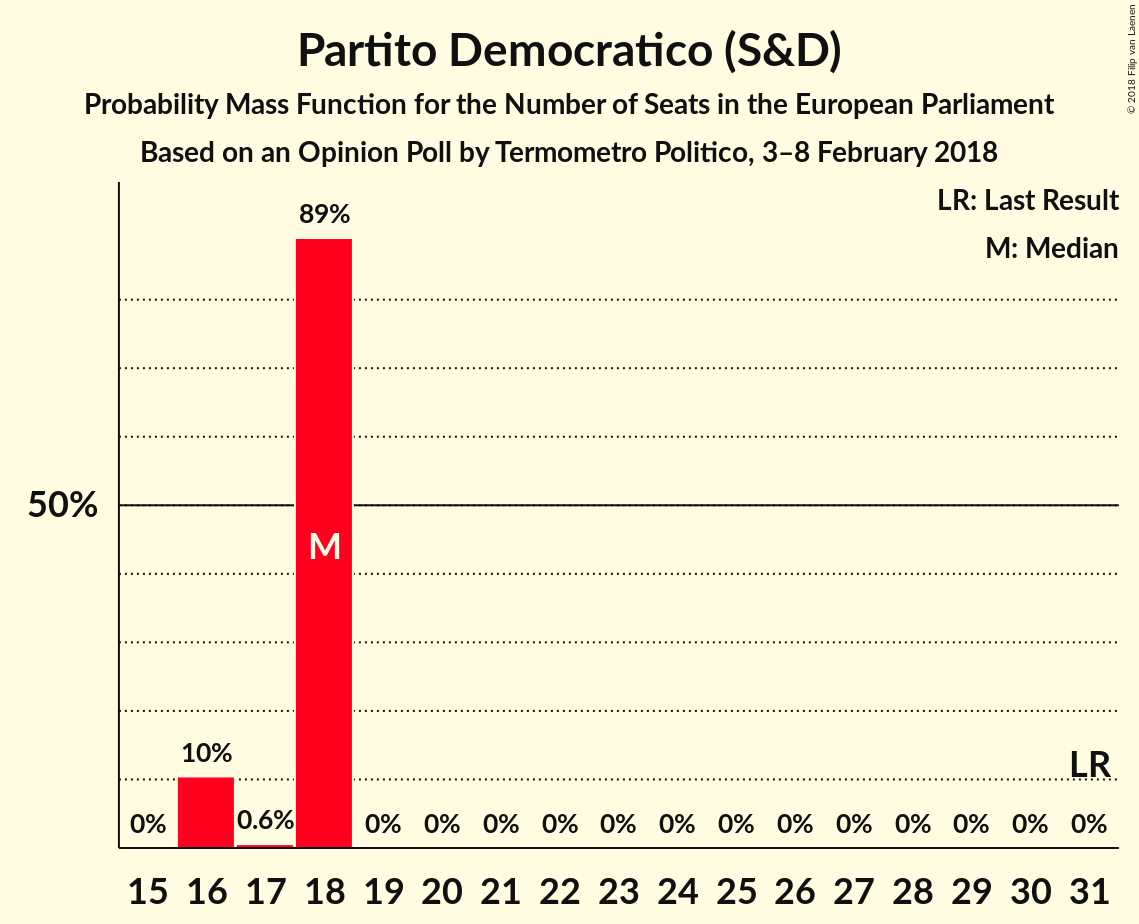 Partito Democratico (S&D)
Probability Mass Function for the Number of Seats in the European Parliament
Based on an Opinion Poll by Termometro Politico, 3–8 February 2018
© 2018 Filip van Laenen
LR: Last Result
M: Median
89%
50%
M
10%
LR
0% 0.6% 0% 0% 0% 0% 0% 0% 0% 0% 0% 0% 0% 0% 0%
15 16 17 18 19 20 21 22 23 24 25 26 27 28 29 30 31